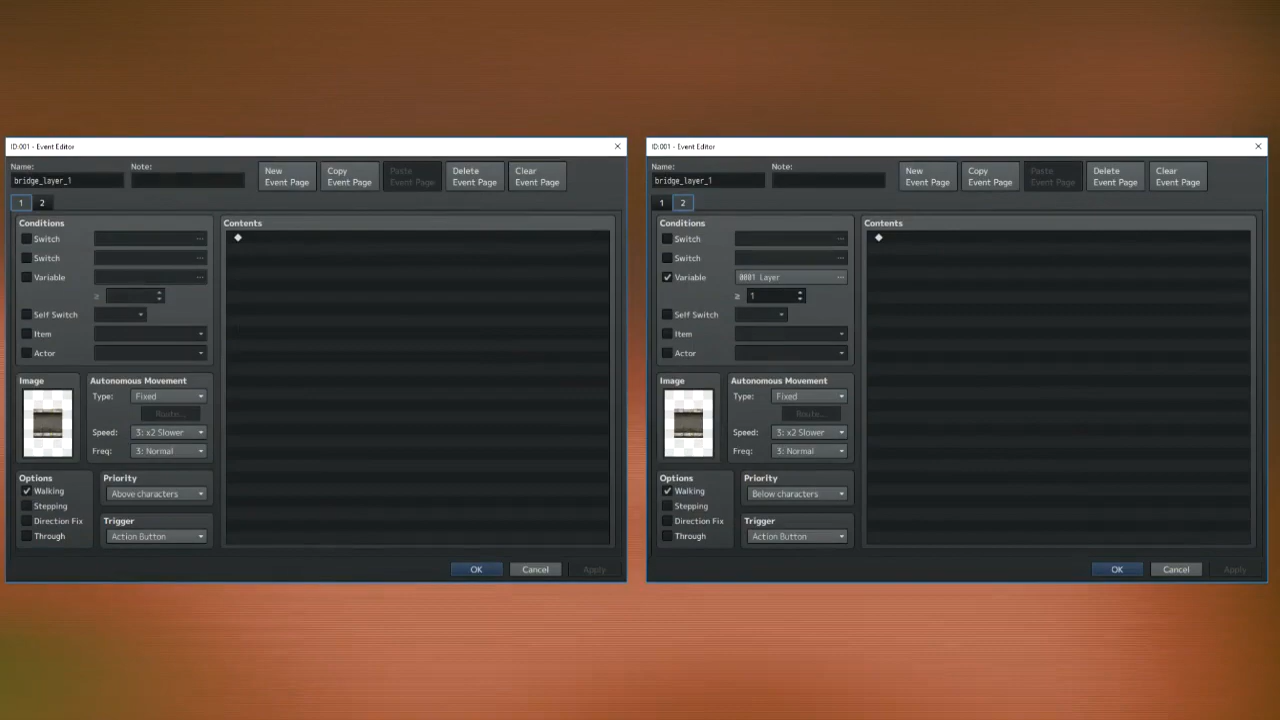 ID:001 - Event Editor
Name:
Note:
bridge_layer_1
New Event Page
Copy Event Page
Paste Event Page
Delete Event Page
Clear Event Page
1 2
Conditions
Switch
Switch
Variable
≥
Self Switch
Item
Actor
Image
Autonomous Movement
Type: Fixed
Route...
Speed: 3: x2 Slower
Freq: 3: Normal
Options
Walking
Stepping
Direction Fix
Through
Priority
Above characters
Trigger
Action Button
Contents
OK Cancel Apply
ID:001 - Event Editor
Name:
Note:
bridge_layer_1
New Event Page
Copy Event Page
Paste Event Page
Delete Event Page
Clear Event Page
1 2
Conditions
Switch
Switch
Variable 0001 Layer
≥ 1
Self Switch
Item
Actor
Image
Autonomous Movement
Type: Fixed
Route...
Speed: 3: x2 Slower
Freq: 3: Normal
Options
Walking
Stepping
Direction Fix
Through
Priority
Below characters
Trigger
Action Button
Contents
OK Cancel Apply